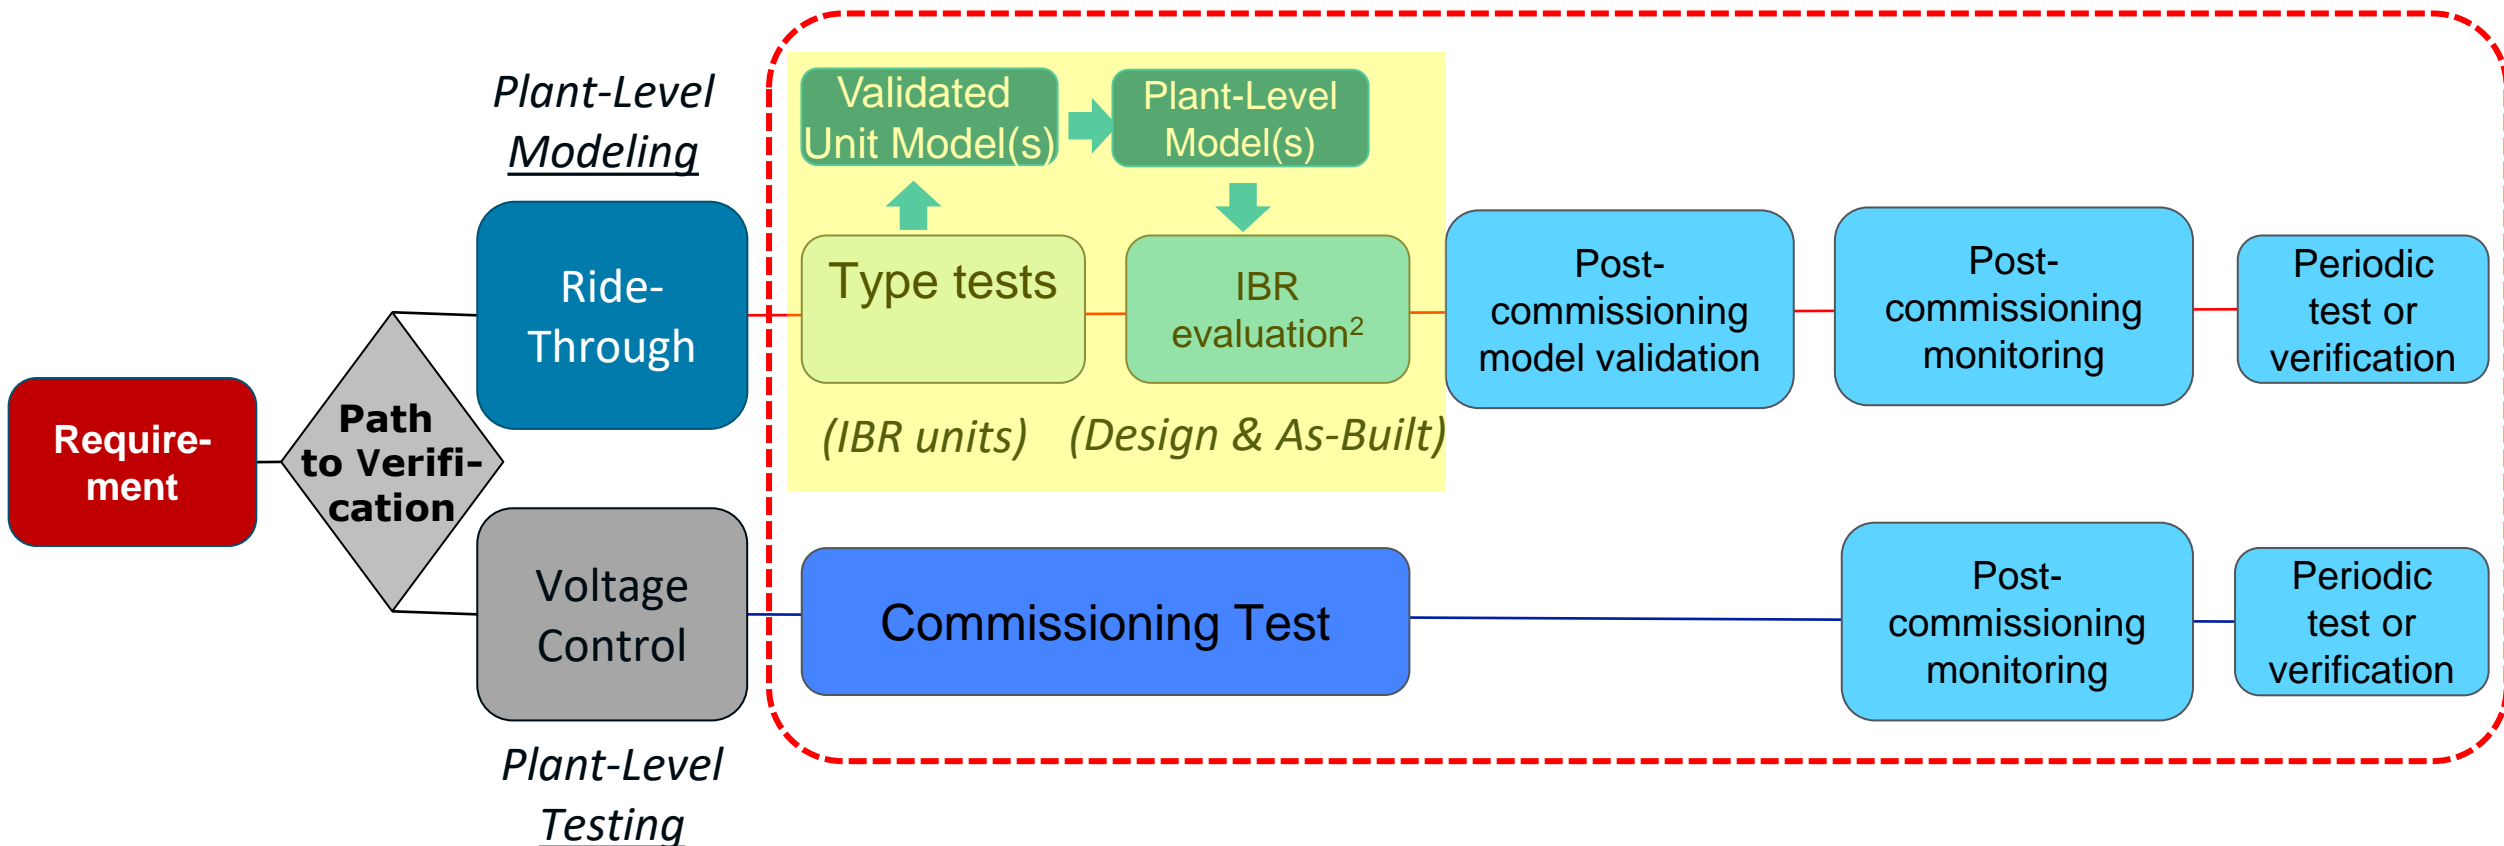 Plant-Level
Modeling
Validated
Unit Model(s)
Plant-Level
Model(s)
Ride-
Through
Type tests
IBR
evaluation2
Post-
commissioning
model validation
Post-
commissioning
monitoring
Periodic
test or
verification
(IBR units)
(Design & As-Built)
Require-
ment
Path
to Verifi-
cation
Voltage
Control
Commissioning Test
Post-
commissioning
monitoring
Periodic
test or
verification
Plant-Level
Testing